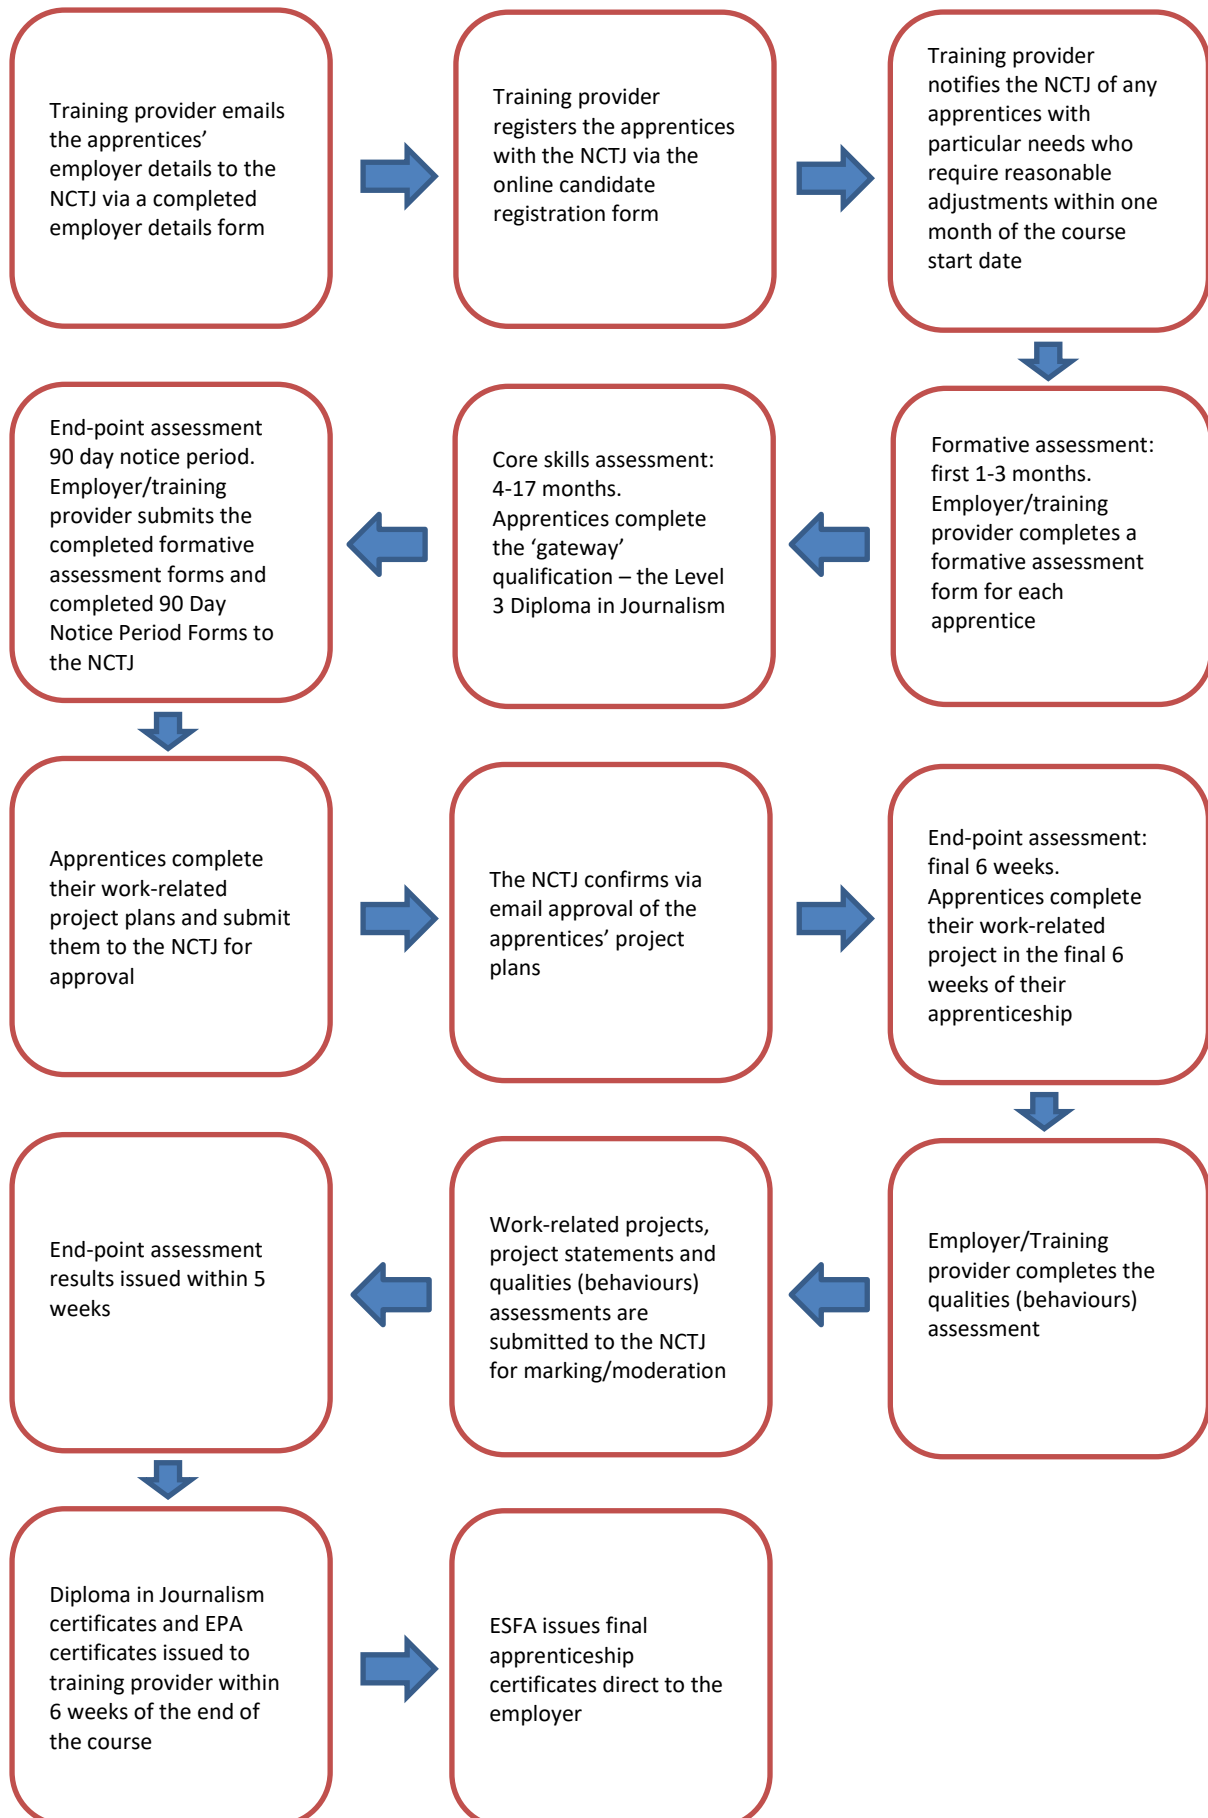 Training provider emails
the apprentices’
employer details to the
NCTJ via a completed
employer details form
Training provider
registers the apprentices
with the NCTJ via the
online candidate
registration form
Training provider
notifies the NCTJ of any
apprentices with
particular needs who
require reasonable
adjustments within one
month of the course
start date
Formative assessment:
first 1-3 months.
Employer/training
provider completes a
formative assessment
form for each
apprentice
Core skills assessment:
4-17 months.
Apprentices complete
the ‘gateway’
qualification – the Level
3 Diploma in Journalism
End-point assessment
90 day notice period.
Employer/training
provider submits the
completed formative
assessment forms and
completed 90 Day
Notice Period Forms to
the NCTJ
Apprentices complete
their work-related
project plans and submit
them to the NCTJ for
approval
The NCTJ confirms via
email approval of the
apprentices’ project
plans
End-point assessment:
final 6 weeks.
Apprentices complete
their work-related
project in the final 6
weeks of their
apprenticeship
Employer/Training
provider completes the
qualities (behaviours)
assessment
Work-related projects,
project statements and
qualities (behaviours)
assessments are
submitted to the NCTJ
for marking/moderation
End-point assessment
results issued within 5
weeks
Diploma in Journalism
certificates and EPA
certificates issued to
training provider within
6 weeks of the end of
the course
ESFA issues final
apprenticeship
certificates direct to the
employer